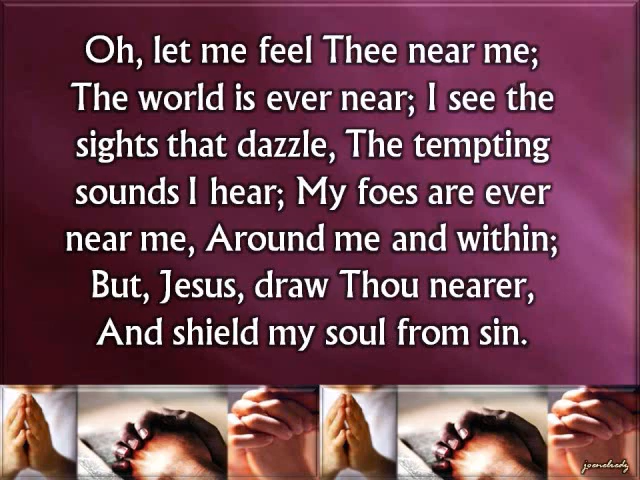 Oh, let me feel Thee near me;
The world is ever near; I see the
sights that dazzle, The tempting
sounds I hear; My foes are ever
near me, Around me and within;
But, Jesus, draw Thou nearer,
And shield my soul from sin.